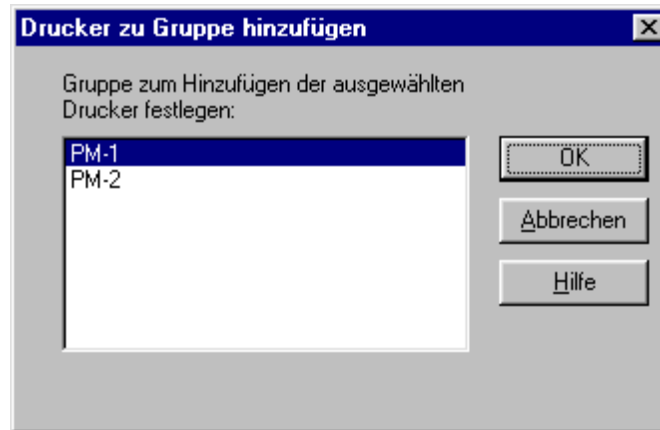 Drucker zu Gruppe hinzufügen
Gruppe zum Hinzufügen der ausgewählten
Drucker festlegen:
PM-1
PM-2
OK
Abbrechen
Hilfe